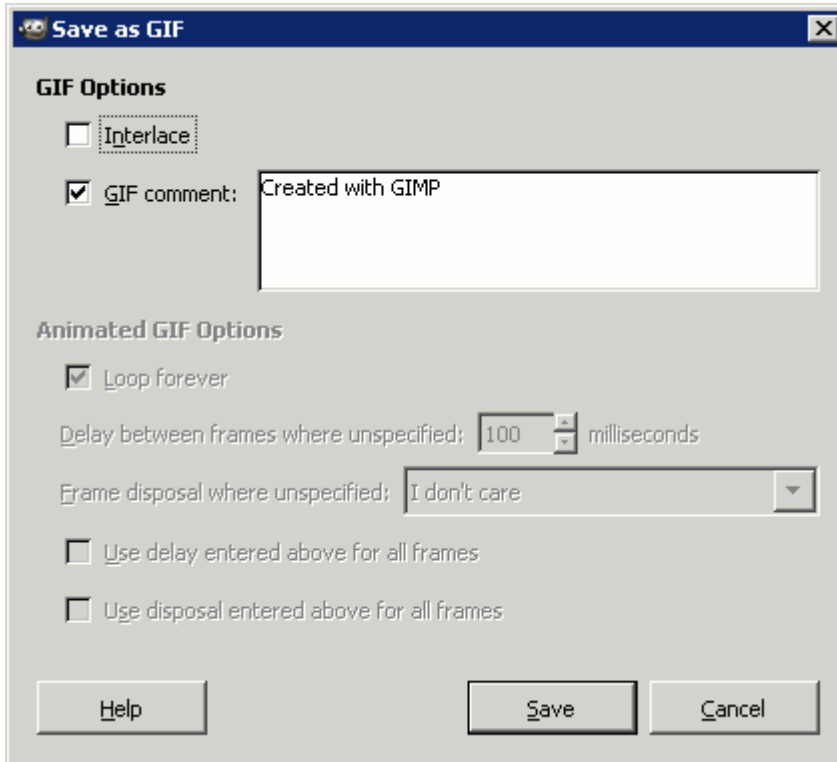 Save as GIF
GIF Options
Interlace
GIF comment: Created with GIMP
Animated GIF Options
Loop forever
Delay between frames where unspecified: 100 milliseconds
Frame disposal where unspecified: I don't care
Use delay entered above for all frames
Use disposal entered above for all frames
Help Save Cancel